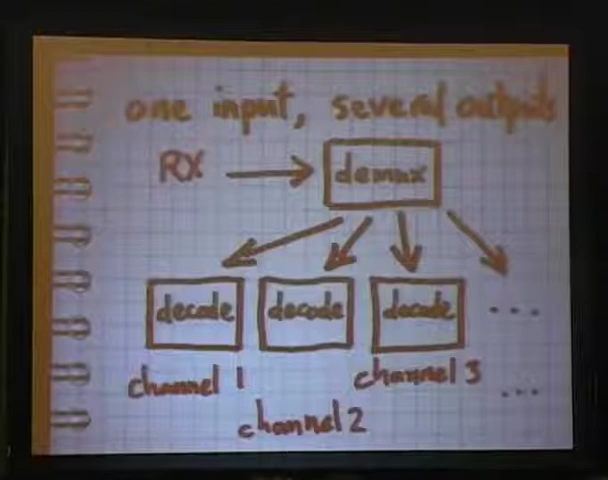 one input, several outputs
RX
demux
decode
decode
decode
...
channel 1
channel 2
channel 3
...